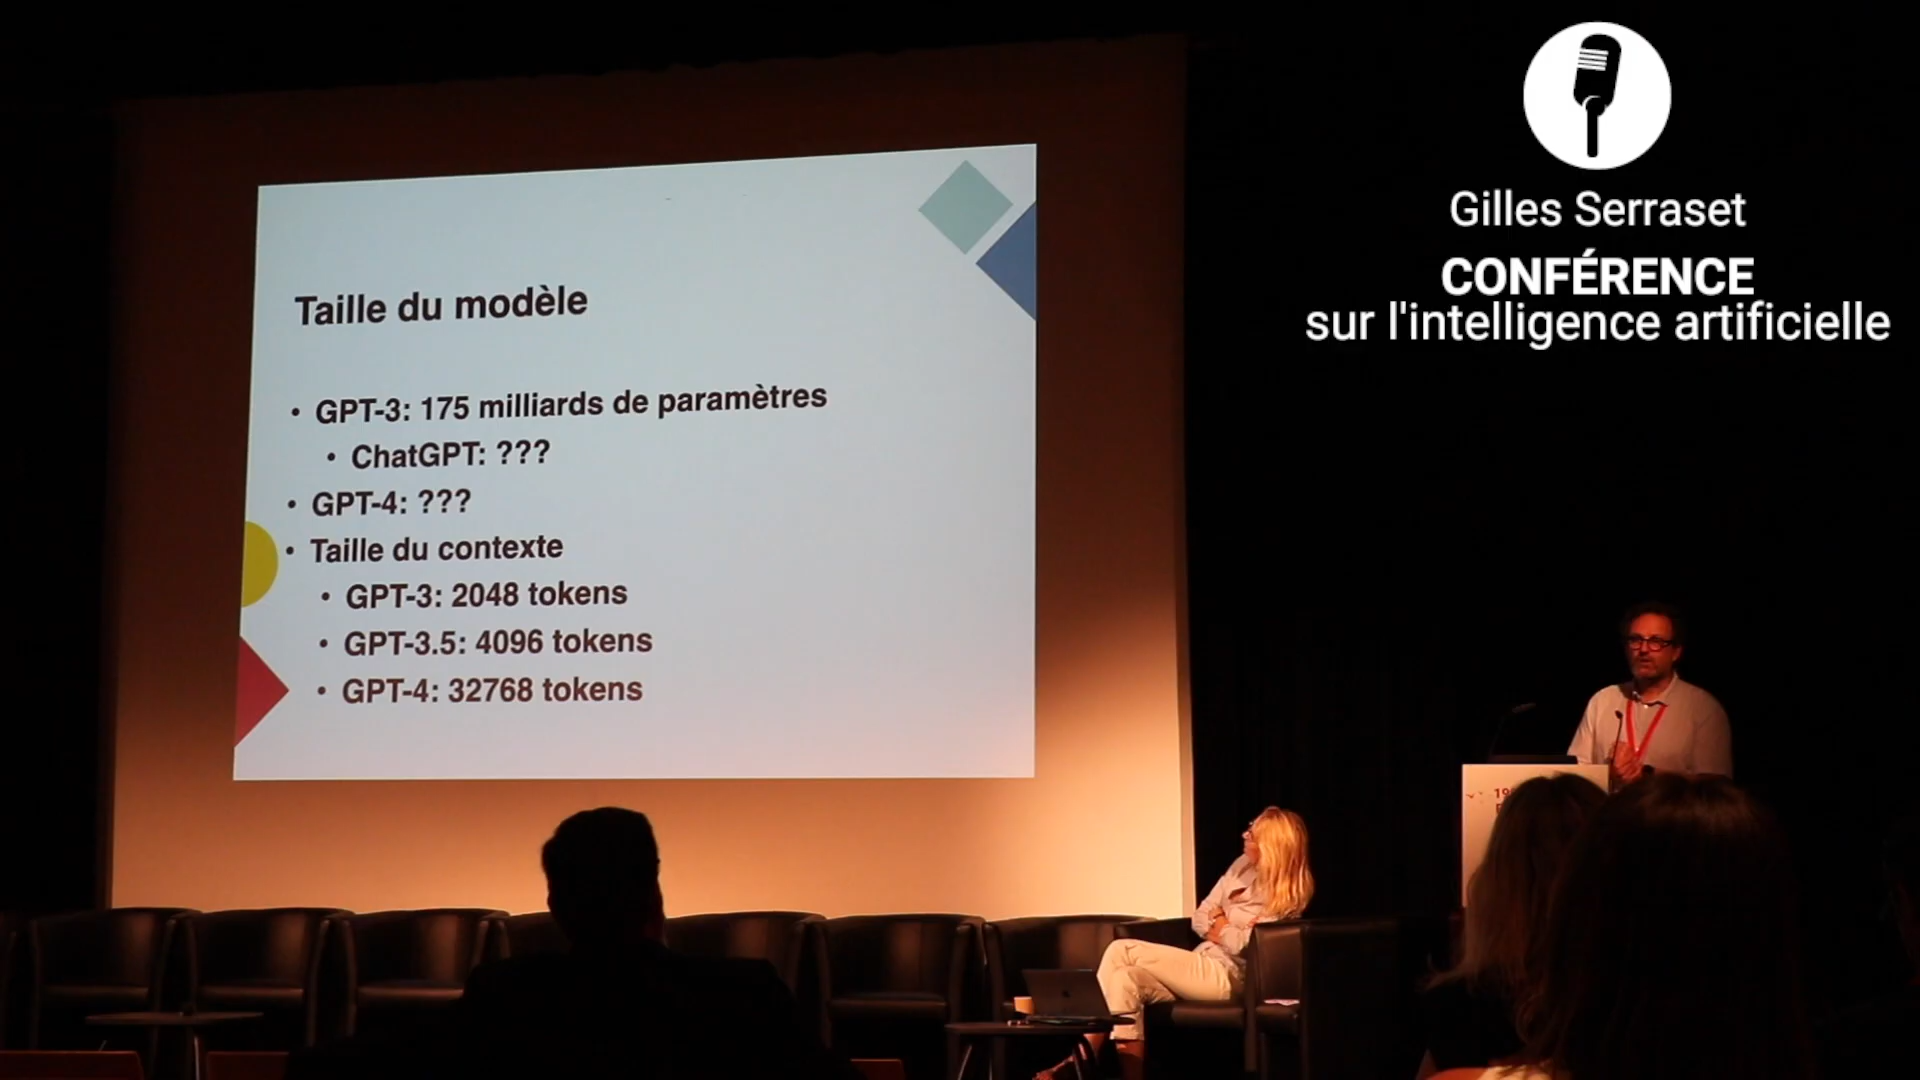 Taille du modèle
• GPT-3: 175 milliards de paramètres
• ChatGPT: ???
• GPT-4: ???
• Taille du contexte
• GPT-3: 2048 tokens
• GPT-3.5: 4096 tokens
• GPT-4: 32768 tokens
Gilles Serraset
CONFÉRENCE
sur l'intelligence artificielle